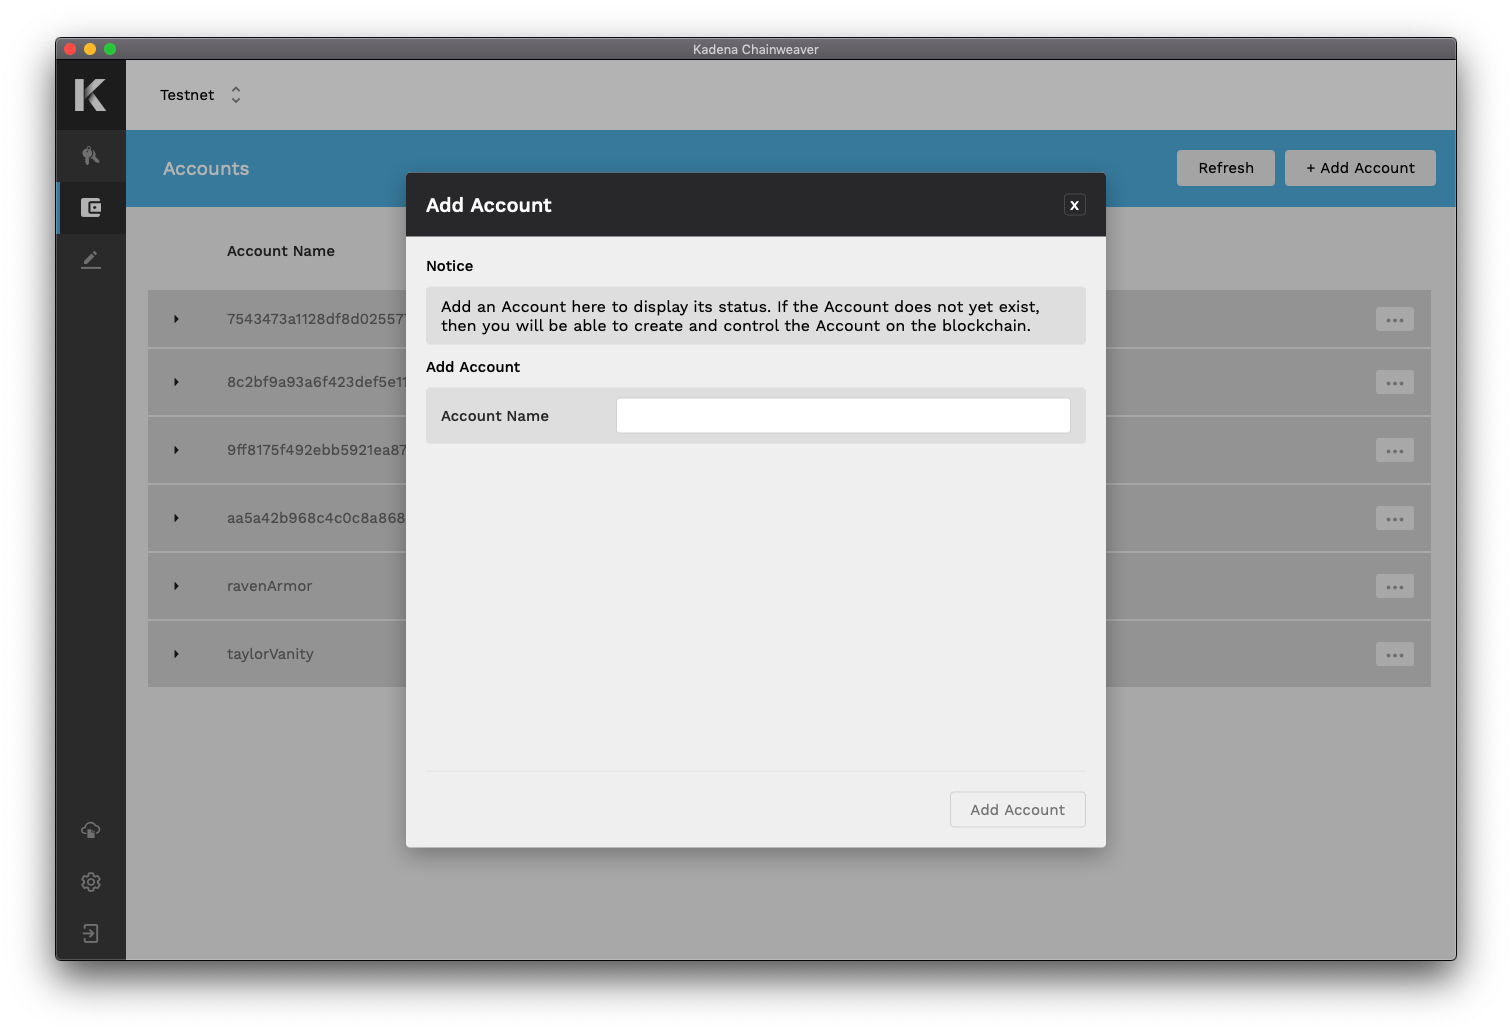 Kadena Chainweaver
Testnet
Accounts
Refresh
+ Add Account
Account Name
7543473a1128df8d02557
8c2bf9a93a6f423def5e11
9ff8175f492ebb5921ea87
aa5a42b968c4c0c8a868
ravenArmor
taylorVanity
Add Account
X
Notice
Add an Account here to display its status. If the Account does not yet exist,
then you will be able to create and control the Account on the blockchain.
Add Account
Account Name
Add Account